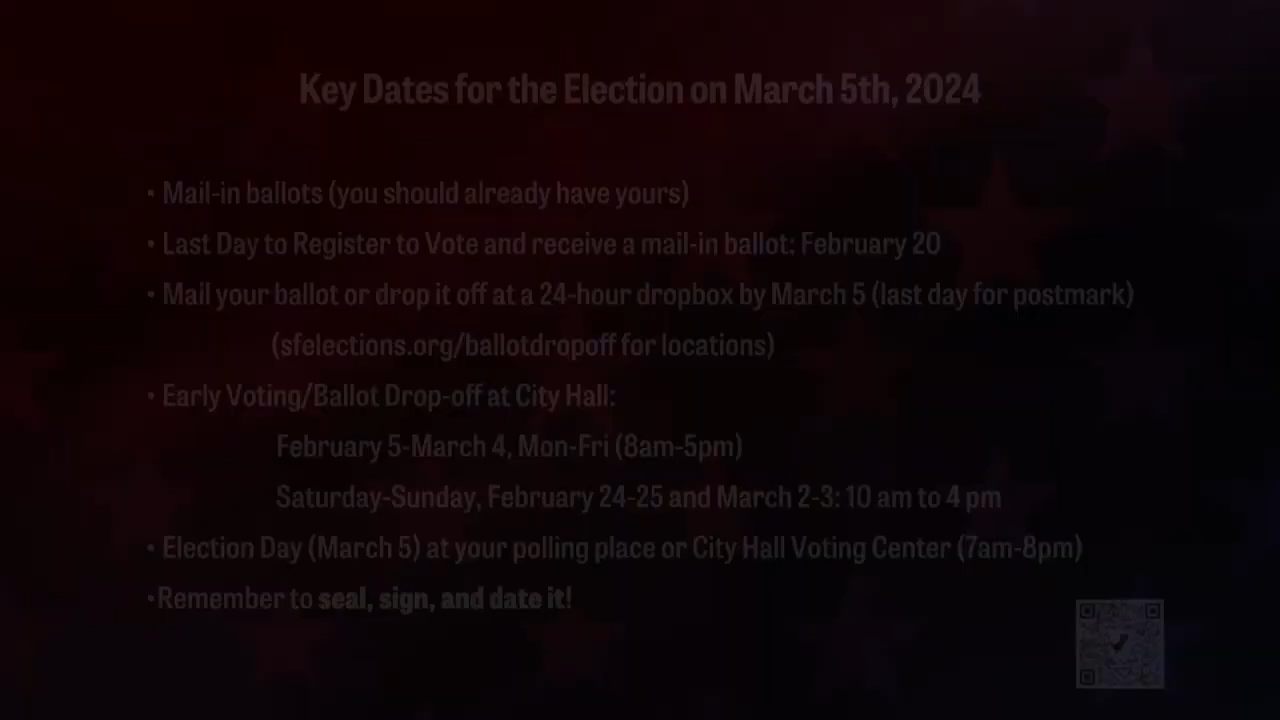 Key Dates for the Election on March 5th, 2024
• Mail-in ballots (you should already have yours)
• Last Day to Register to Vote and receive a mail-in ballot: February 20
• Mail your ballot or drop it off at a 24-hour dropbox by March 5 (last day for postmark)
(sfelections.org/ballotdropoff for locations)
• Early Voting/Ballot Drop-off at City Hall:
February 5-March 4, Mon-Fri (8am-5pm)
Saturday-Sunday, February 24-25 and March 2-3: 10 am to 4 pm
• Election Day (March 5) at your polling place or City Hall Voting Center (7am-8pm)
•Remember to seal, sign, and date it!